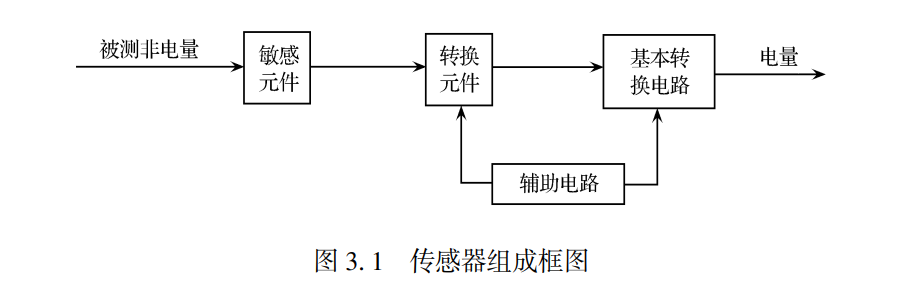 被测非电量
敏感
元件
转换
元件
基本转
换电路
电量
辅助电路
图 3. 1 传感器组成框图